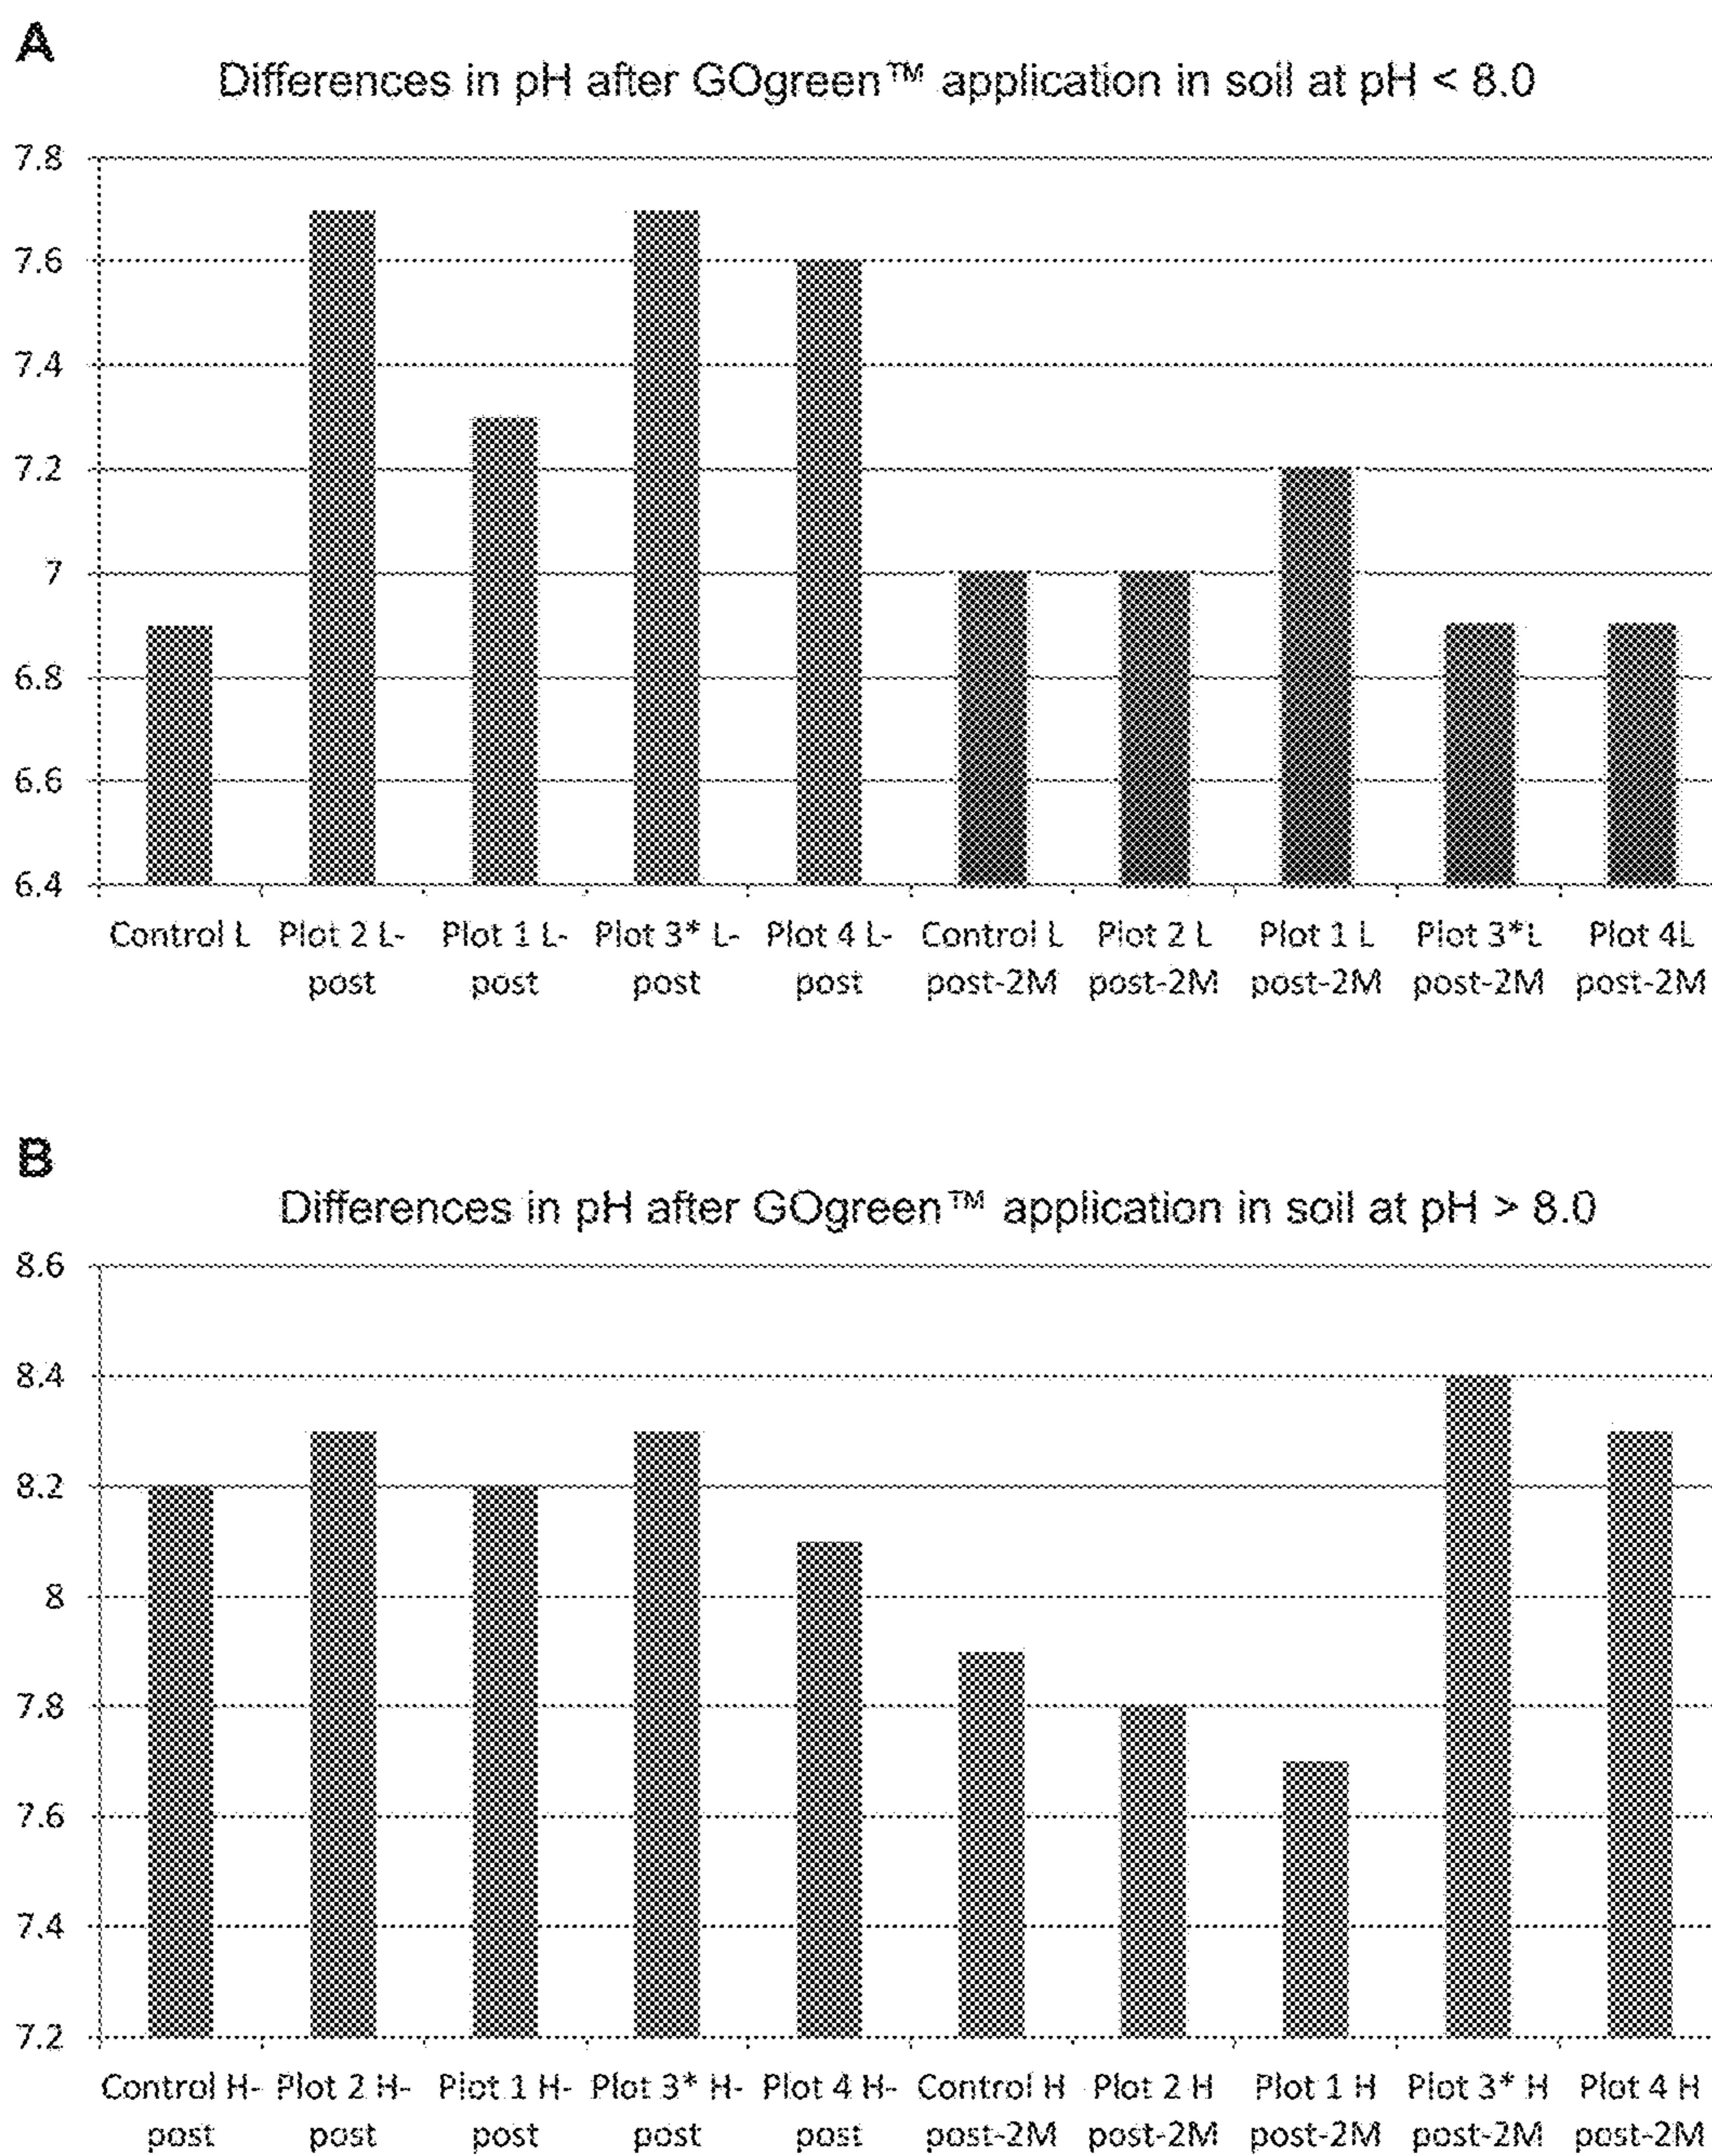 A
Differences in pH after GOgreen™ application in soil at pH < 8.0
7.8
7.6
7.4
7.2
7
6.8
6.6
6.4
Control L Plot 2 L- Plot 1 L- Plot 3* L- Plot 4 L- Control L Plot 2 L Plot 1 L Plot 3*L Plot 4L
post post post post post-2M post-2M post-2M post-2M post-2M
B
Differences in pH after GOgreen™ application in soil at pH > 8.0
8.6
8.4
8.2
8
7.8
7.6
7.4
7.2
Control H- Plot 2 H- Plot 1 H- Plot 3* H- Plot 4 H- Control H Plot 2 H Plot 1 H Plot 3* H Plot 4 H
post post post post post post-2M post-2M post-2M post-2M post-2M